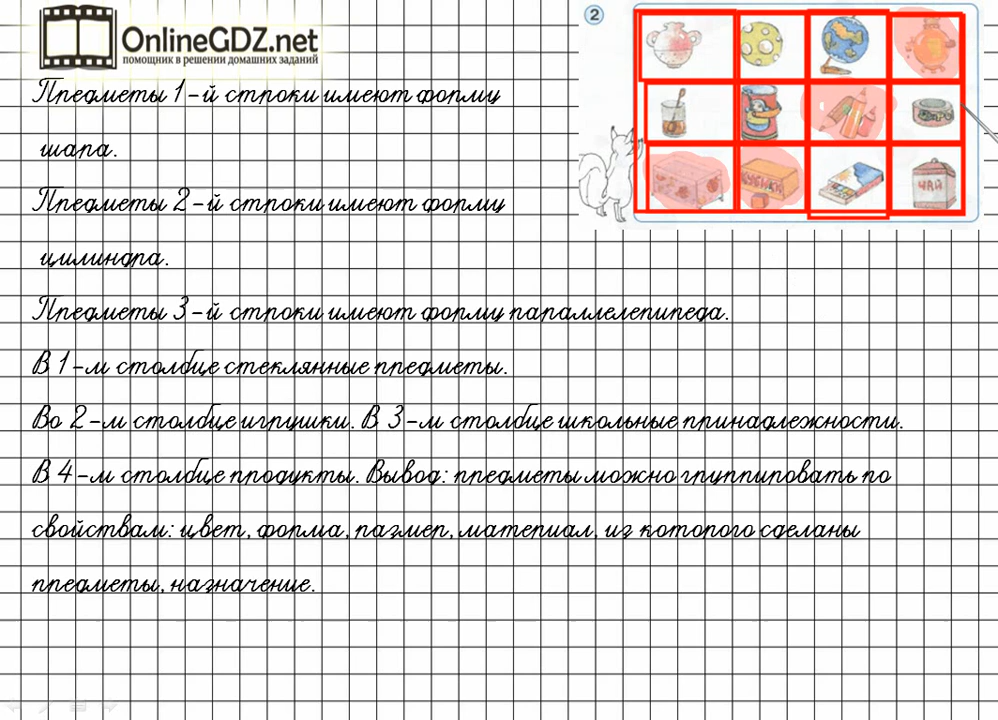 OnlineGDZ.net
помощник в решении домашних заданий
2
КУБИКИ
ЧАЙ
Предметы 1-й строки имеют форму
шара.
Предметы 2-й строки имеют форму
цилиндра.
Предметы 3-й строки имеют форму параллелепипеда.
В 1-м столбце стеклянные предметы.
Во 2-м столбце игрушки. В 3-м столбце школьные принадлежности.
В 4-м столбце продукты. Вывод: предметы можно группировать по
свойствам: цвет, форма, размер, материал, из которого сделаны
предметы, назначение.